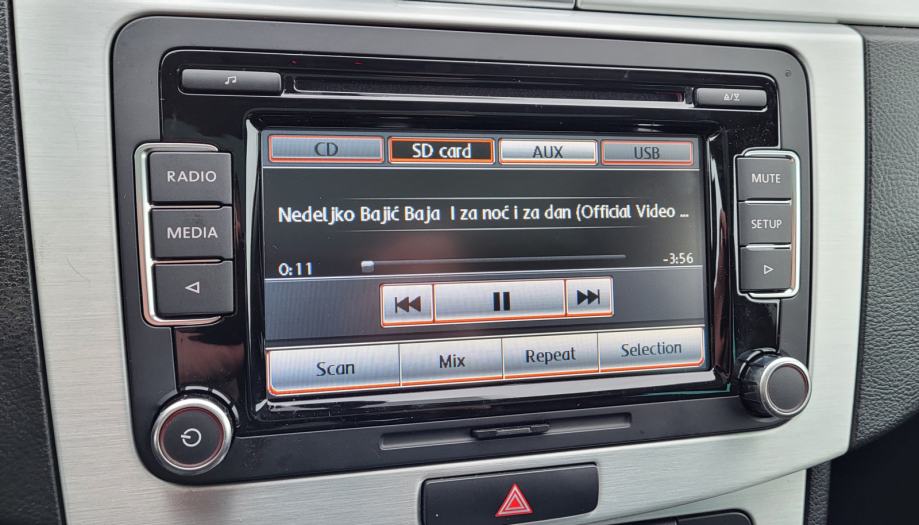 CD SD card AUX USB
RADIO
MUTE
Nedeljko Bajić Baja I za noć i za dan (Official Video ...
MEDIA
SETUP
0:11 -3:56
Scan Mix Repeat Selection